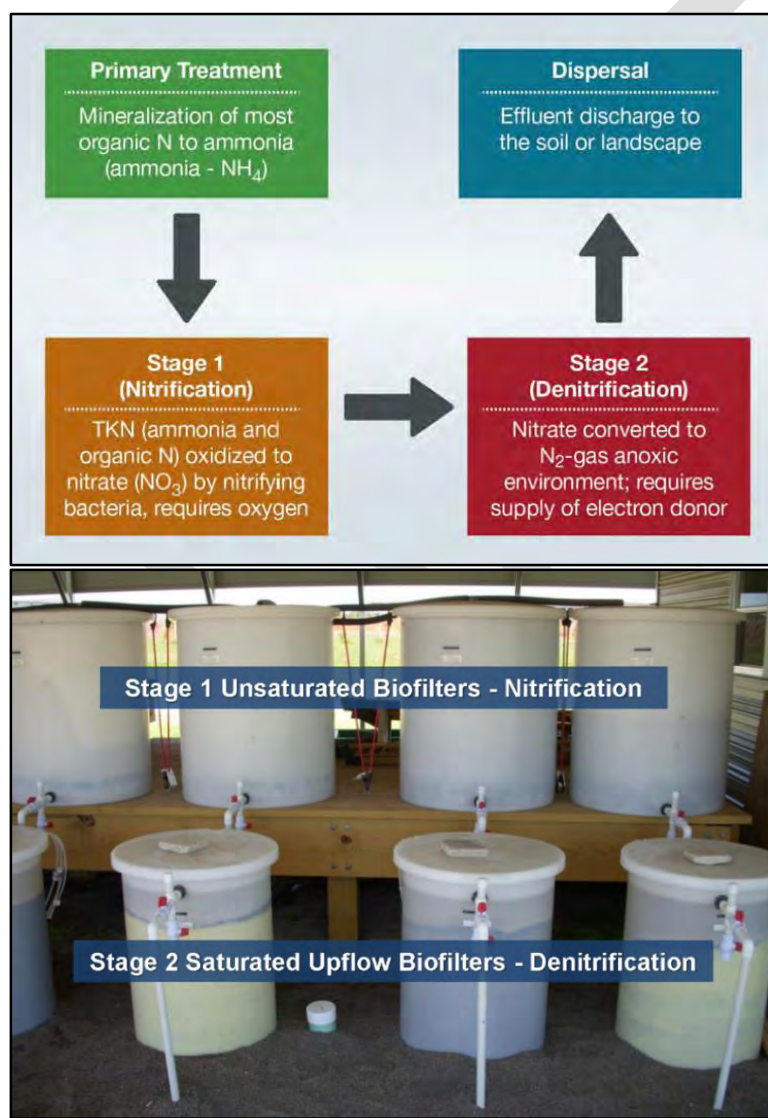 Primary Treatment
Mineralization of most
organic N to ammonia
(ammonia - NH₄)
Dispersal
Effluent discharge to
the soil or landscape
Stage 1
(Nitrification)
TKN (ammonia and
organic N) oxidized to
nitrate (NO₃) by nitrifying
bacteria, requires oxygen
Stage 2
(Denitrification)
Nitrate converted to
N₂-gas anoxic
environment; requires
supply of electron donor
Stage 1 Unsaturated Biofilters - Nitrification
Stage 2 Saturated Upflow Biofilters - Denitrification